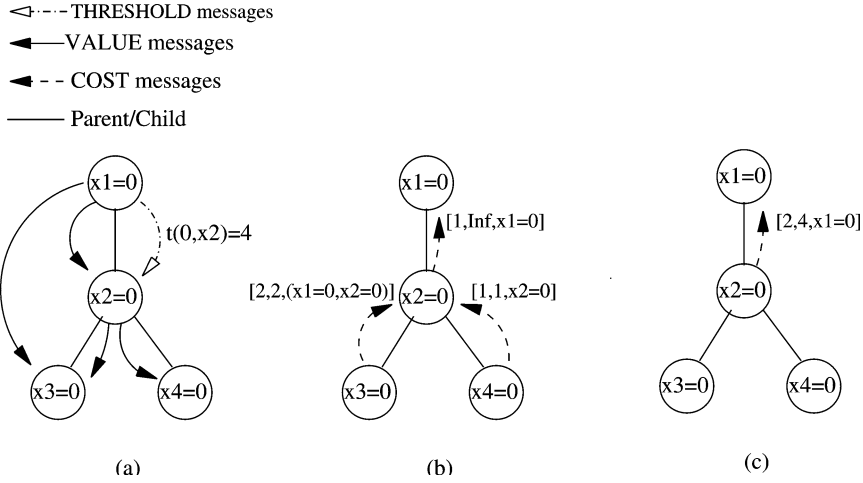 THRESHOLD messages
VALUE messages
COST messages
Parent/Child
x1=0
t(0,x2)=4
x2=0
x3=0
x4=0
(a)
x1=0
[1,Inf,x1=0]
[2,2,(x1=0,x2=0)]
x2=0
[1,1,x2=0]
x3=0
x4=0
(b)
x1=0
[2,4,x1=0]
x2=0
x3=0
x4=0
(c)